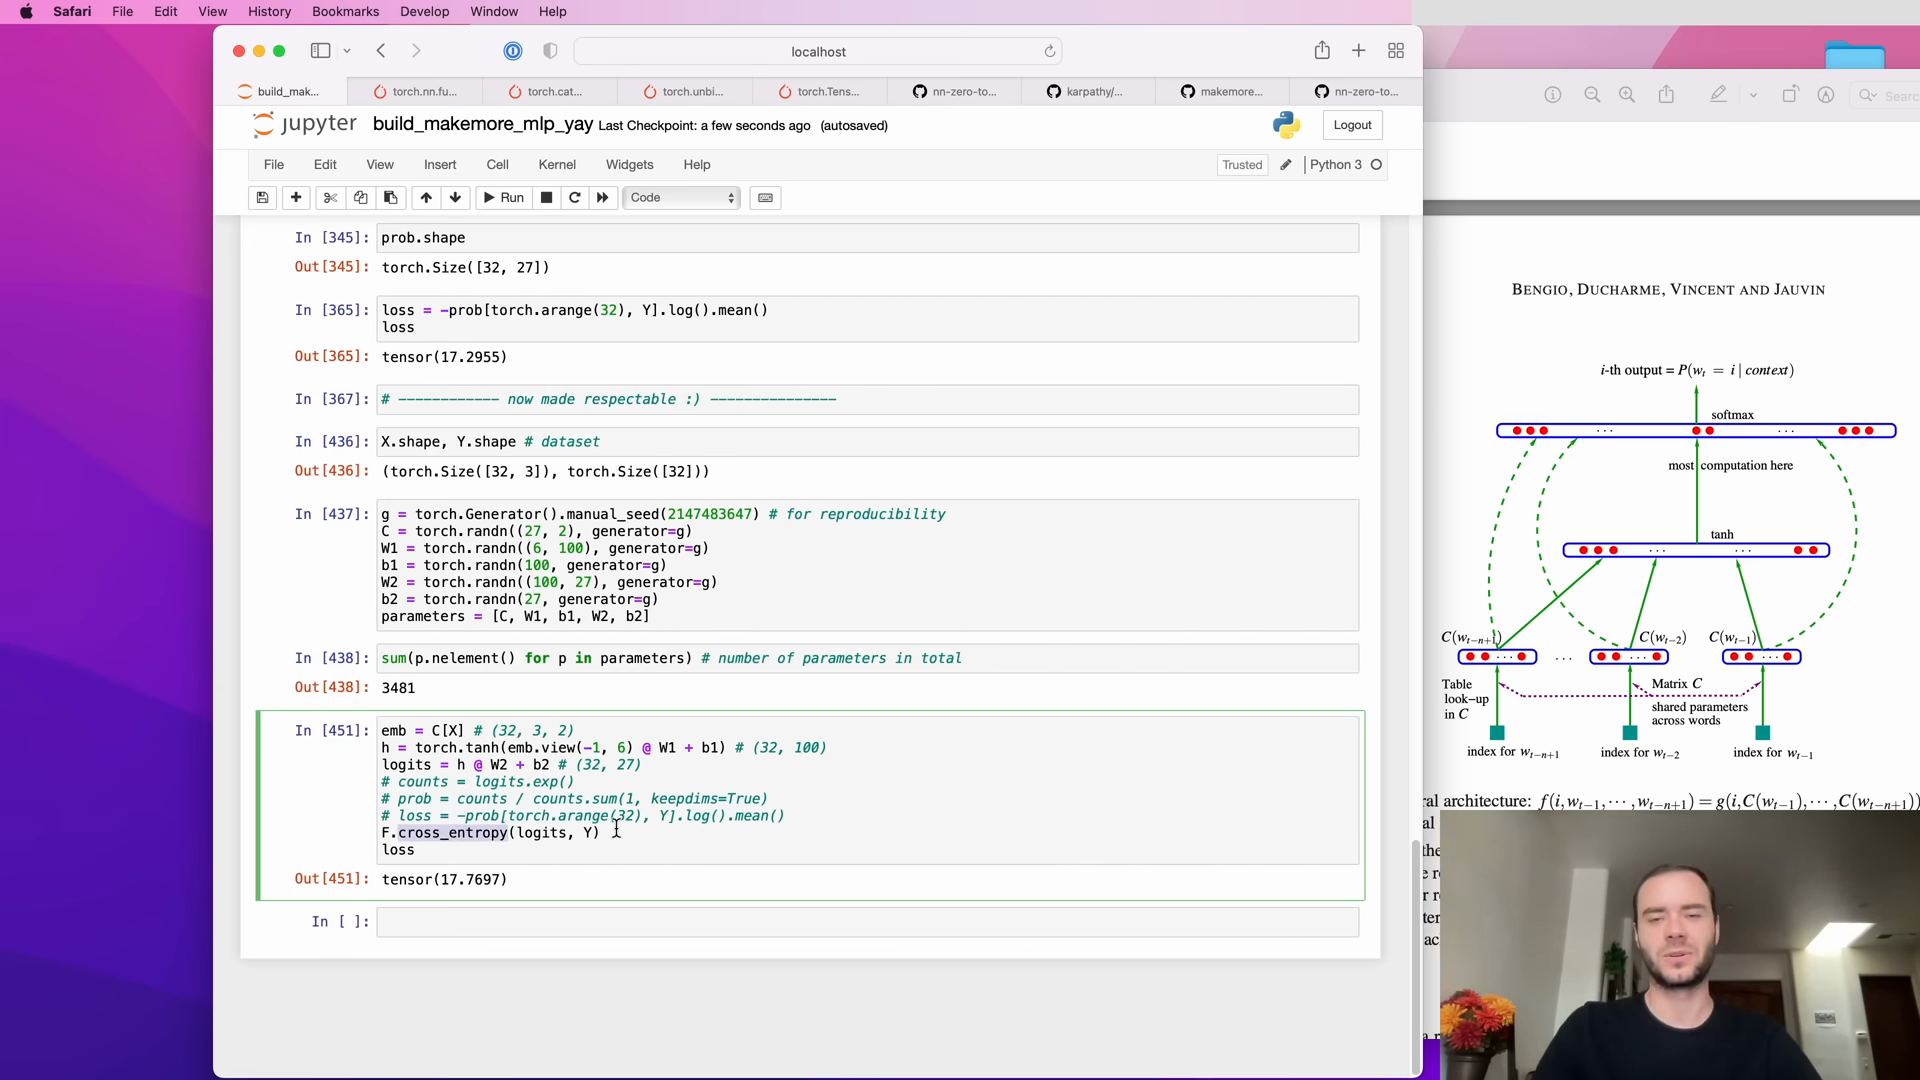 Safari File Edit View History Bookmarks Develop Window Help
localhost
build_mak... torch.nn.fu... torch.cat... torch.unbi... torch.Tens... nn-zero-to... karpathy/... makemore... nn-zero-to...
Search
jupyter build_makemore_mlp_yay Last Checkpoint: a few seconds ago (autosaved) Logout
File Edit View Insert Cell Kernel Widgets Help Trusted Python 3
Run Code
In [345]: prob.shape
Out[345]: torch.Size([32, 27])
In [365]: loss = -prob[torch.arange(32), Y].log().mean()
loss
Out[365]: tensor(17.2955)
In [367]: # ------------ now made respectable :) ---------------
In [436]: X.shape, Y.shape # dataset
Out[436]: (torch.Size([32, 3]), torch.Size([32]))
In [437]: g = torch.Generator().manual_seed(2147483647) # for reproducibility
C = torch.randn((27, 2), generator=g)
W1 = torch.randn((6, 100), generator=g)
b1 = torch.randn(100, generator=g)
W2 = torch.randn((100, 27), generator=g)
b2 = torch.randn(27, generator=g)
parameters = [C, W1, b1, W2, b2]
In [438]: sum(p.nelement() for p in parameters) # number of parameters in total
Out[438]: 3481
In [451]: emb = C[X] # (32, 3, 2)
h = torch.tanh(emb.view(-1, 6) @ W1 + b1) # (32, 100)
logits = h @ W2 + b2 # (32, 27)
# counts = logits.exp()
# prob = counts / counts.sum(1, keepdims=True)
# loss = -prob[torch.arange(32), Y].log().mean()
F.cross_entropy(logits, Y)
loss
Out[451]: tensor(17.7697)
In [ ]:
BENGIO, DUCHARME, VINCENT AND JAUVIN
i-th output = P(w_t = i | context)
softmax
. . . . . .
most computation here
tanh
. . . . . .
C(w_{t−n+1}) C(w_{t−2}) C(w_{t−1})
. . . . . . . . . . . .
Table look−up in C
Matrix C
shared parameters
across words
index for w_{t−n+1} index for w_{t−2} index for w_{t−1}
al architecture: f(i,w_{t−1},···,w_{t−n+1}) = g(i,C(w_{t−1}),···,C(w_{t−n+1}))
al
the